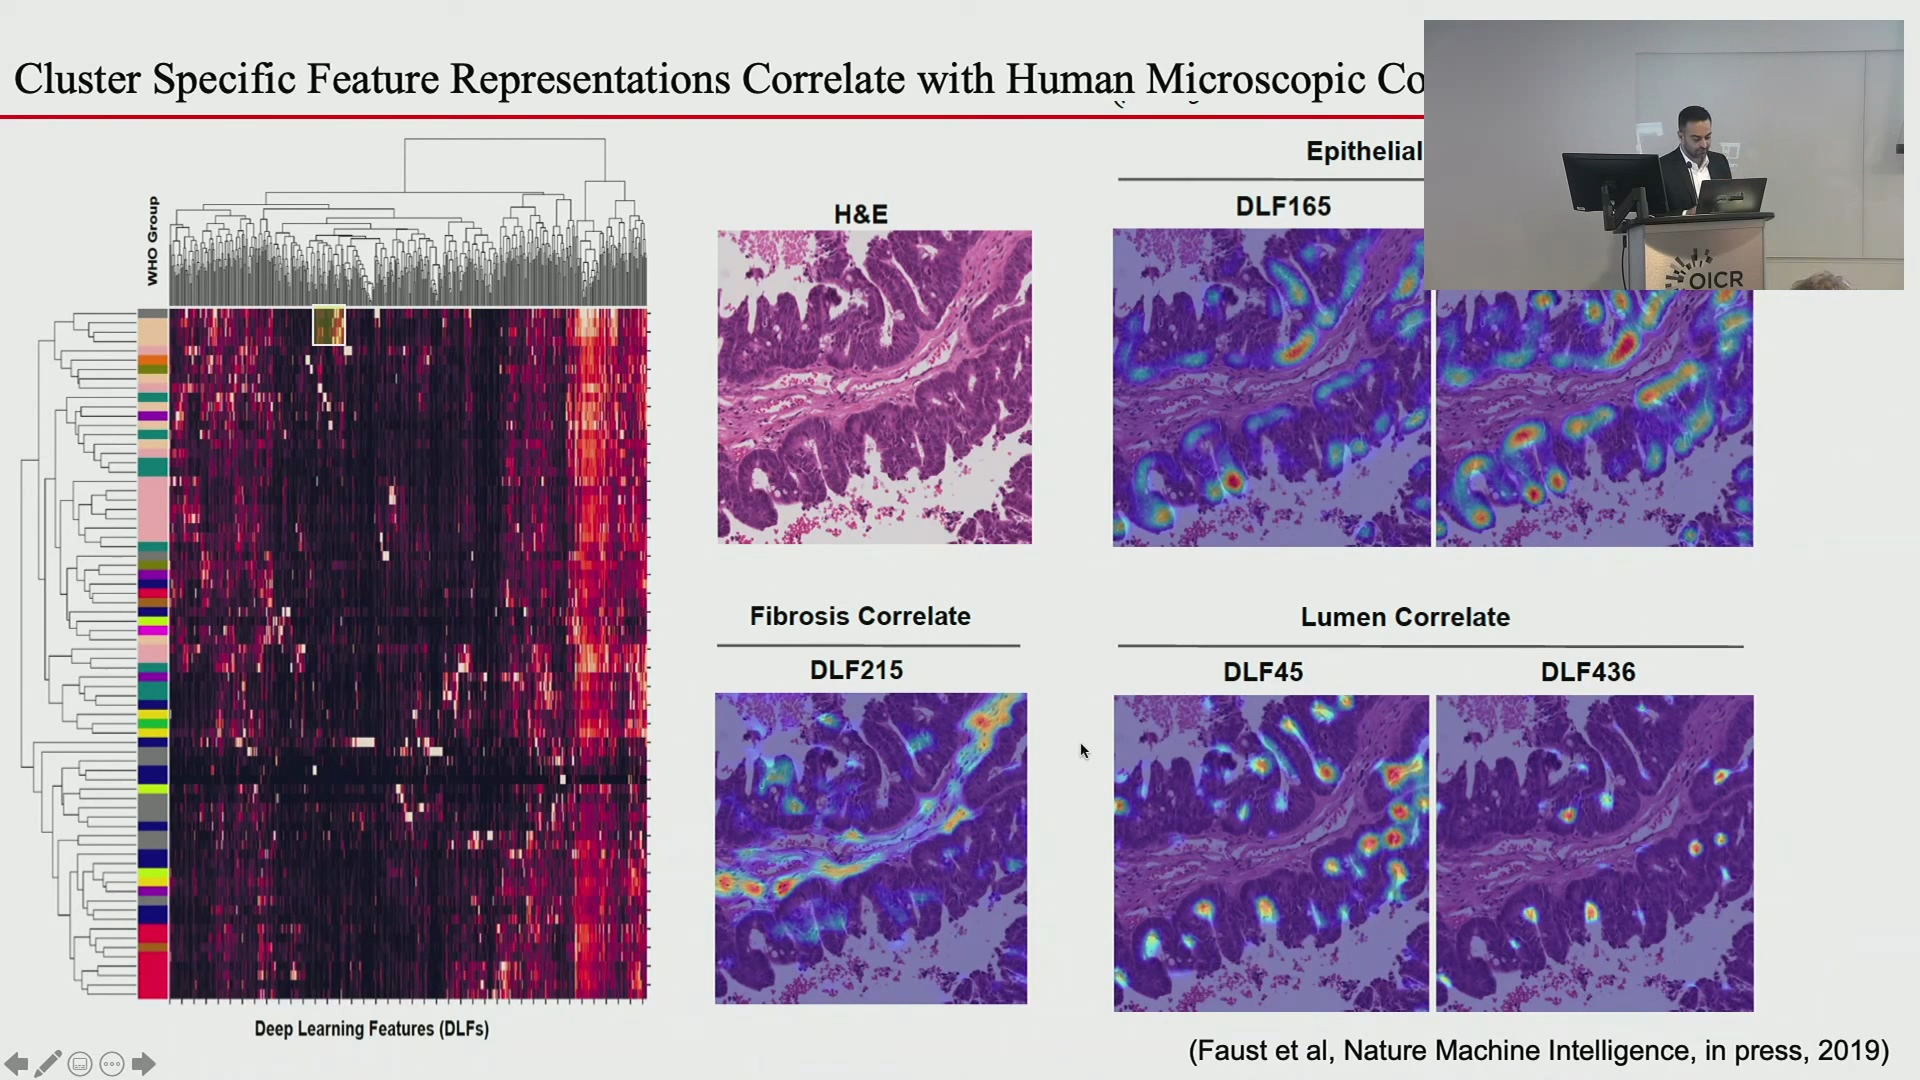 Cluster Specific Feature Representations Correlate with Human Microscopic Co
WHO Group
Deep Learning Features (DLFs)
H&E
Epithelial
DLF165
Fibrosis Correlate
DLF215
Lumen Correlate
DLF45
DLF436
(Faust et al, Nature Machine Intelligence, in press, 2019)
OICR